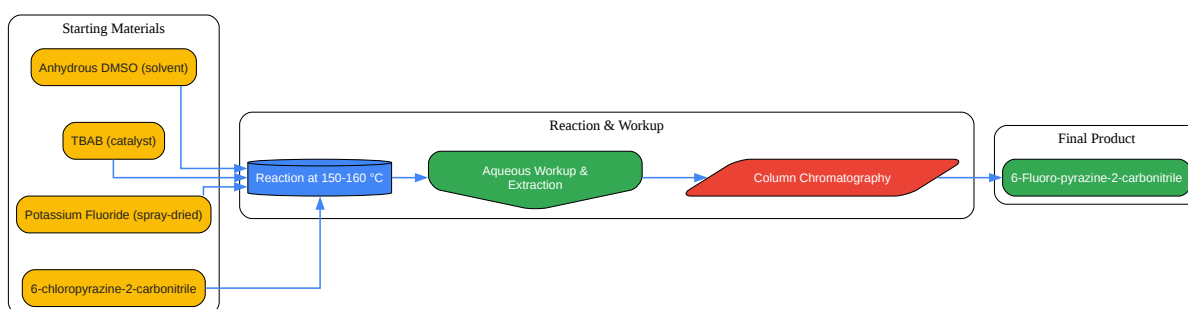 Starting Materials
Anhydrous DMSO (solvent)
TBAB (catalyst)
Potassium Fluoride (spray-dried)
6-chloropyrazine-2-carbonitrile
Reaction & Workup
Reaction at 150-160 °C
Aqueous Workup &
Extraction
Column Chromatography
Final Product
6-Fluoro-pyrazine-2-carbonitrile